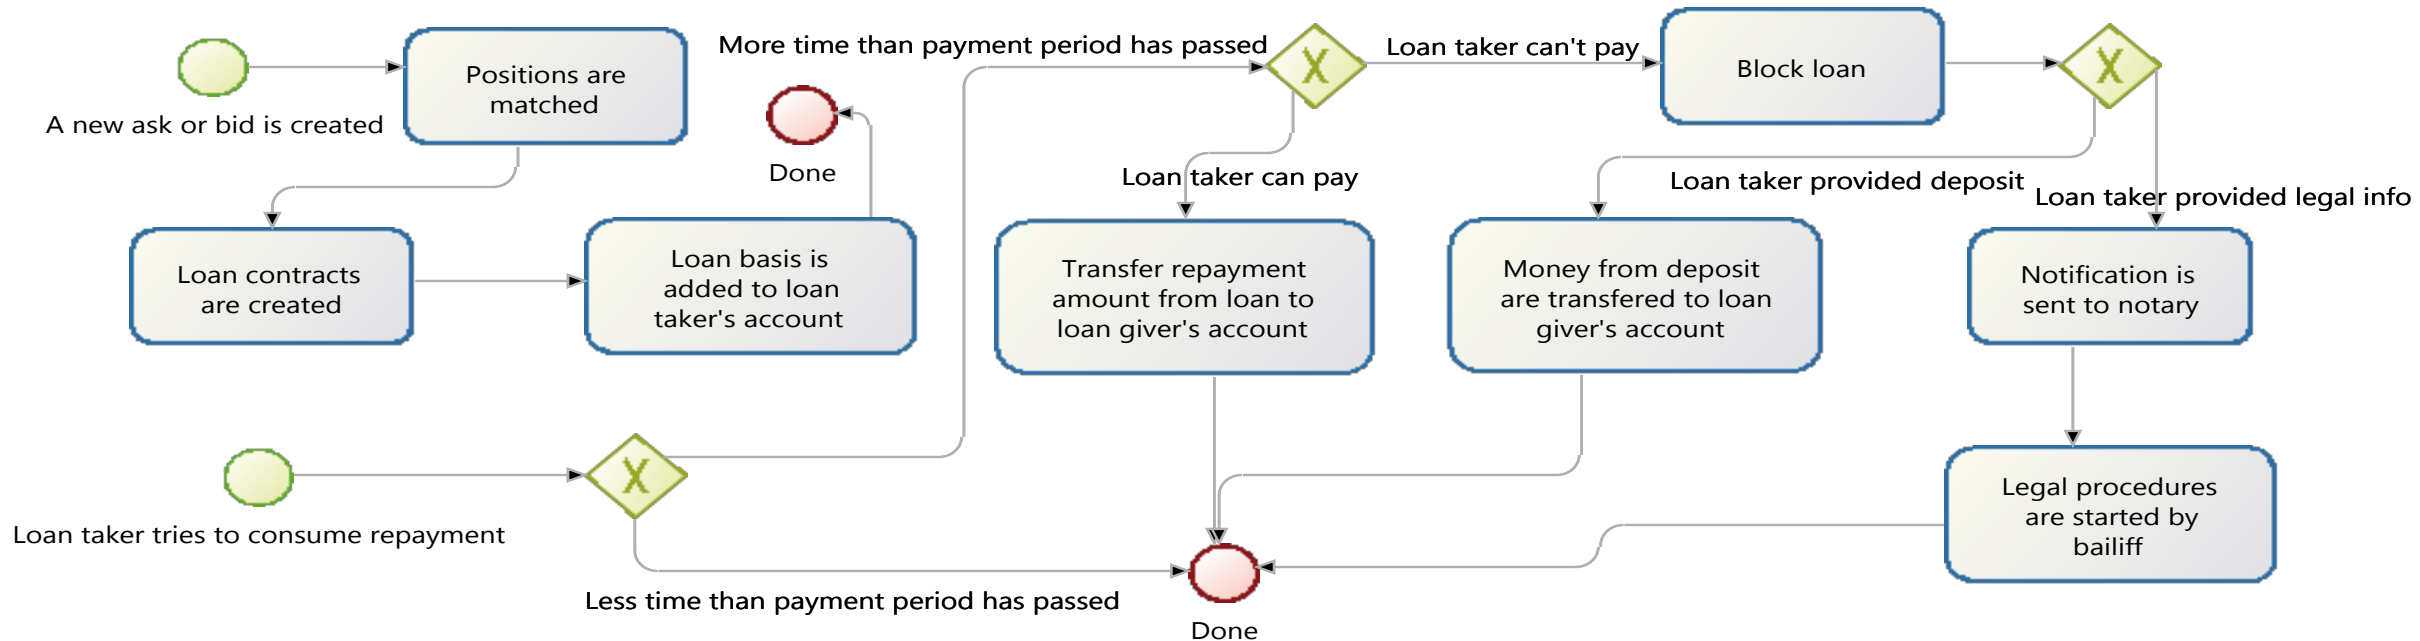 A new ask or bid is created
Positions are
matched
Done
More time than payment period has passed
Loan taker can't pay
Block loan
Loan taker can pay
Loan taker provided deposit
Loan taker provided legal info
Loan contracts
are created
Loan basis is
added to loan
taker's account
Transfer repayment
amount from loan to
loan giver's account
Money from deposit
are transfered to loan
giver's account
Notification is
sent to notary
Loan taker tries to consume repayment
X
X
X
Less time than payment period has passed
Done
Legal procedures
are started by
bailiff